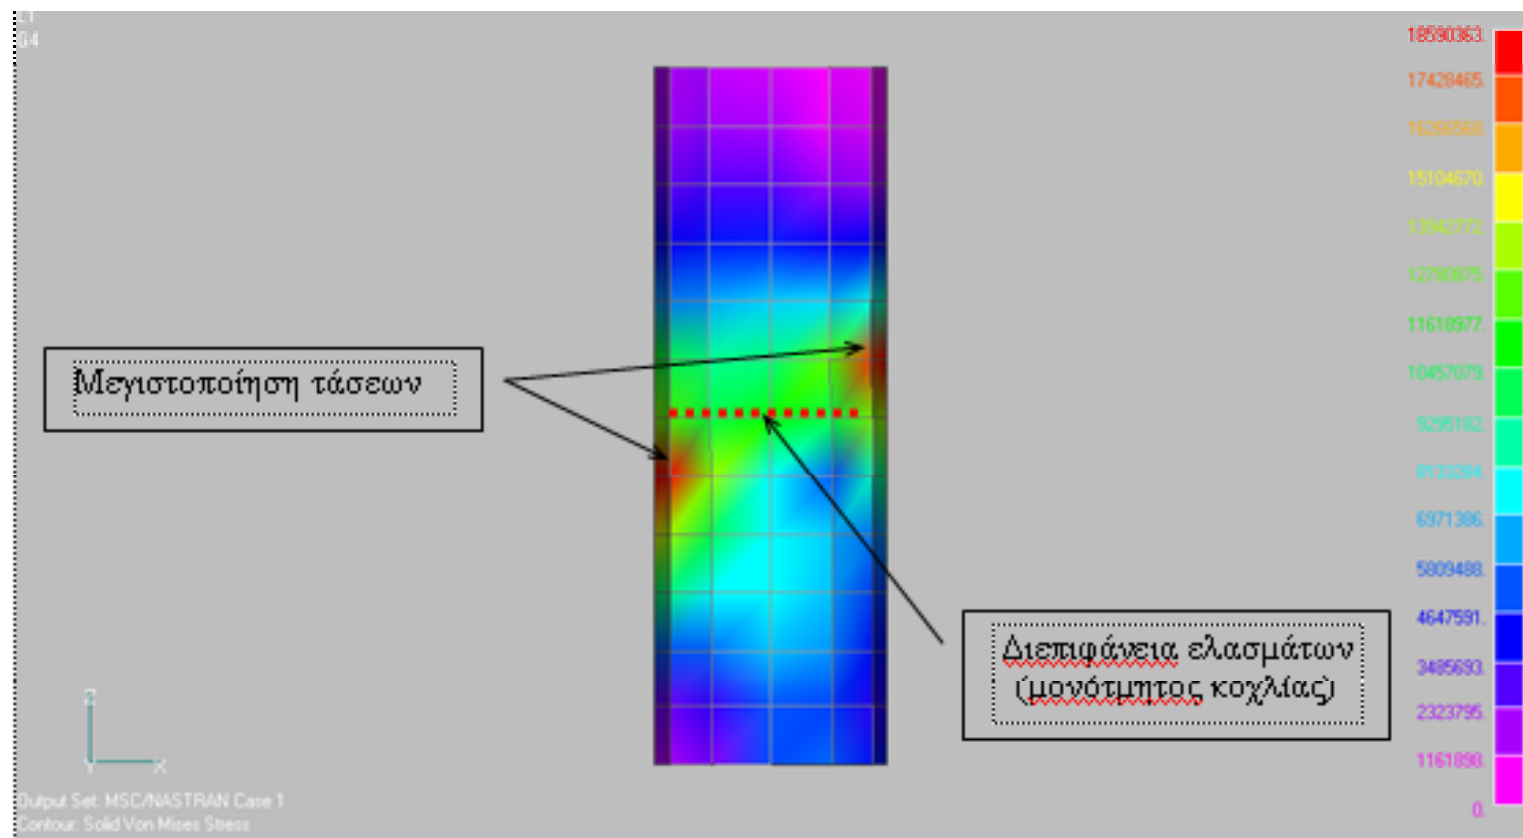 G4
18590363.
17428465.
16266568.
15104670.
13942772.
12780875.
11618977.
10457079.
9295182.
8133284.
6971386.
5809488.
4647591.
3485693.
2323795.
1161898.
0.
Μεγιστοποίηση τάσεων
Διεπιφάνεια ελασμάτων
(μονότμητος κοχλίας)
Z
Y X
Output Set: MSC/NASTRAN Case 1
Contour: Solid Von Mises Stress